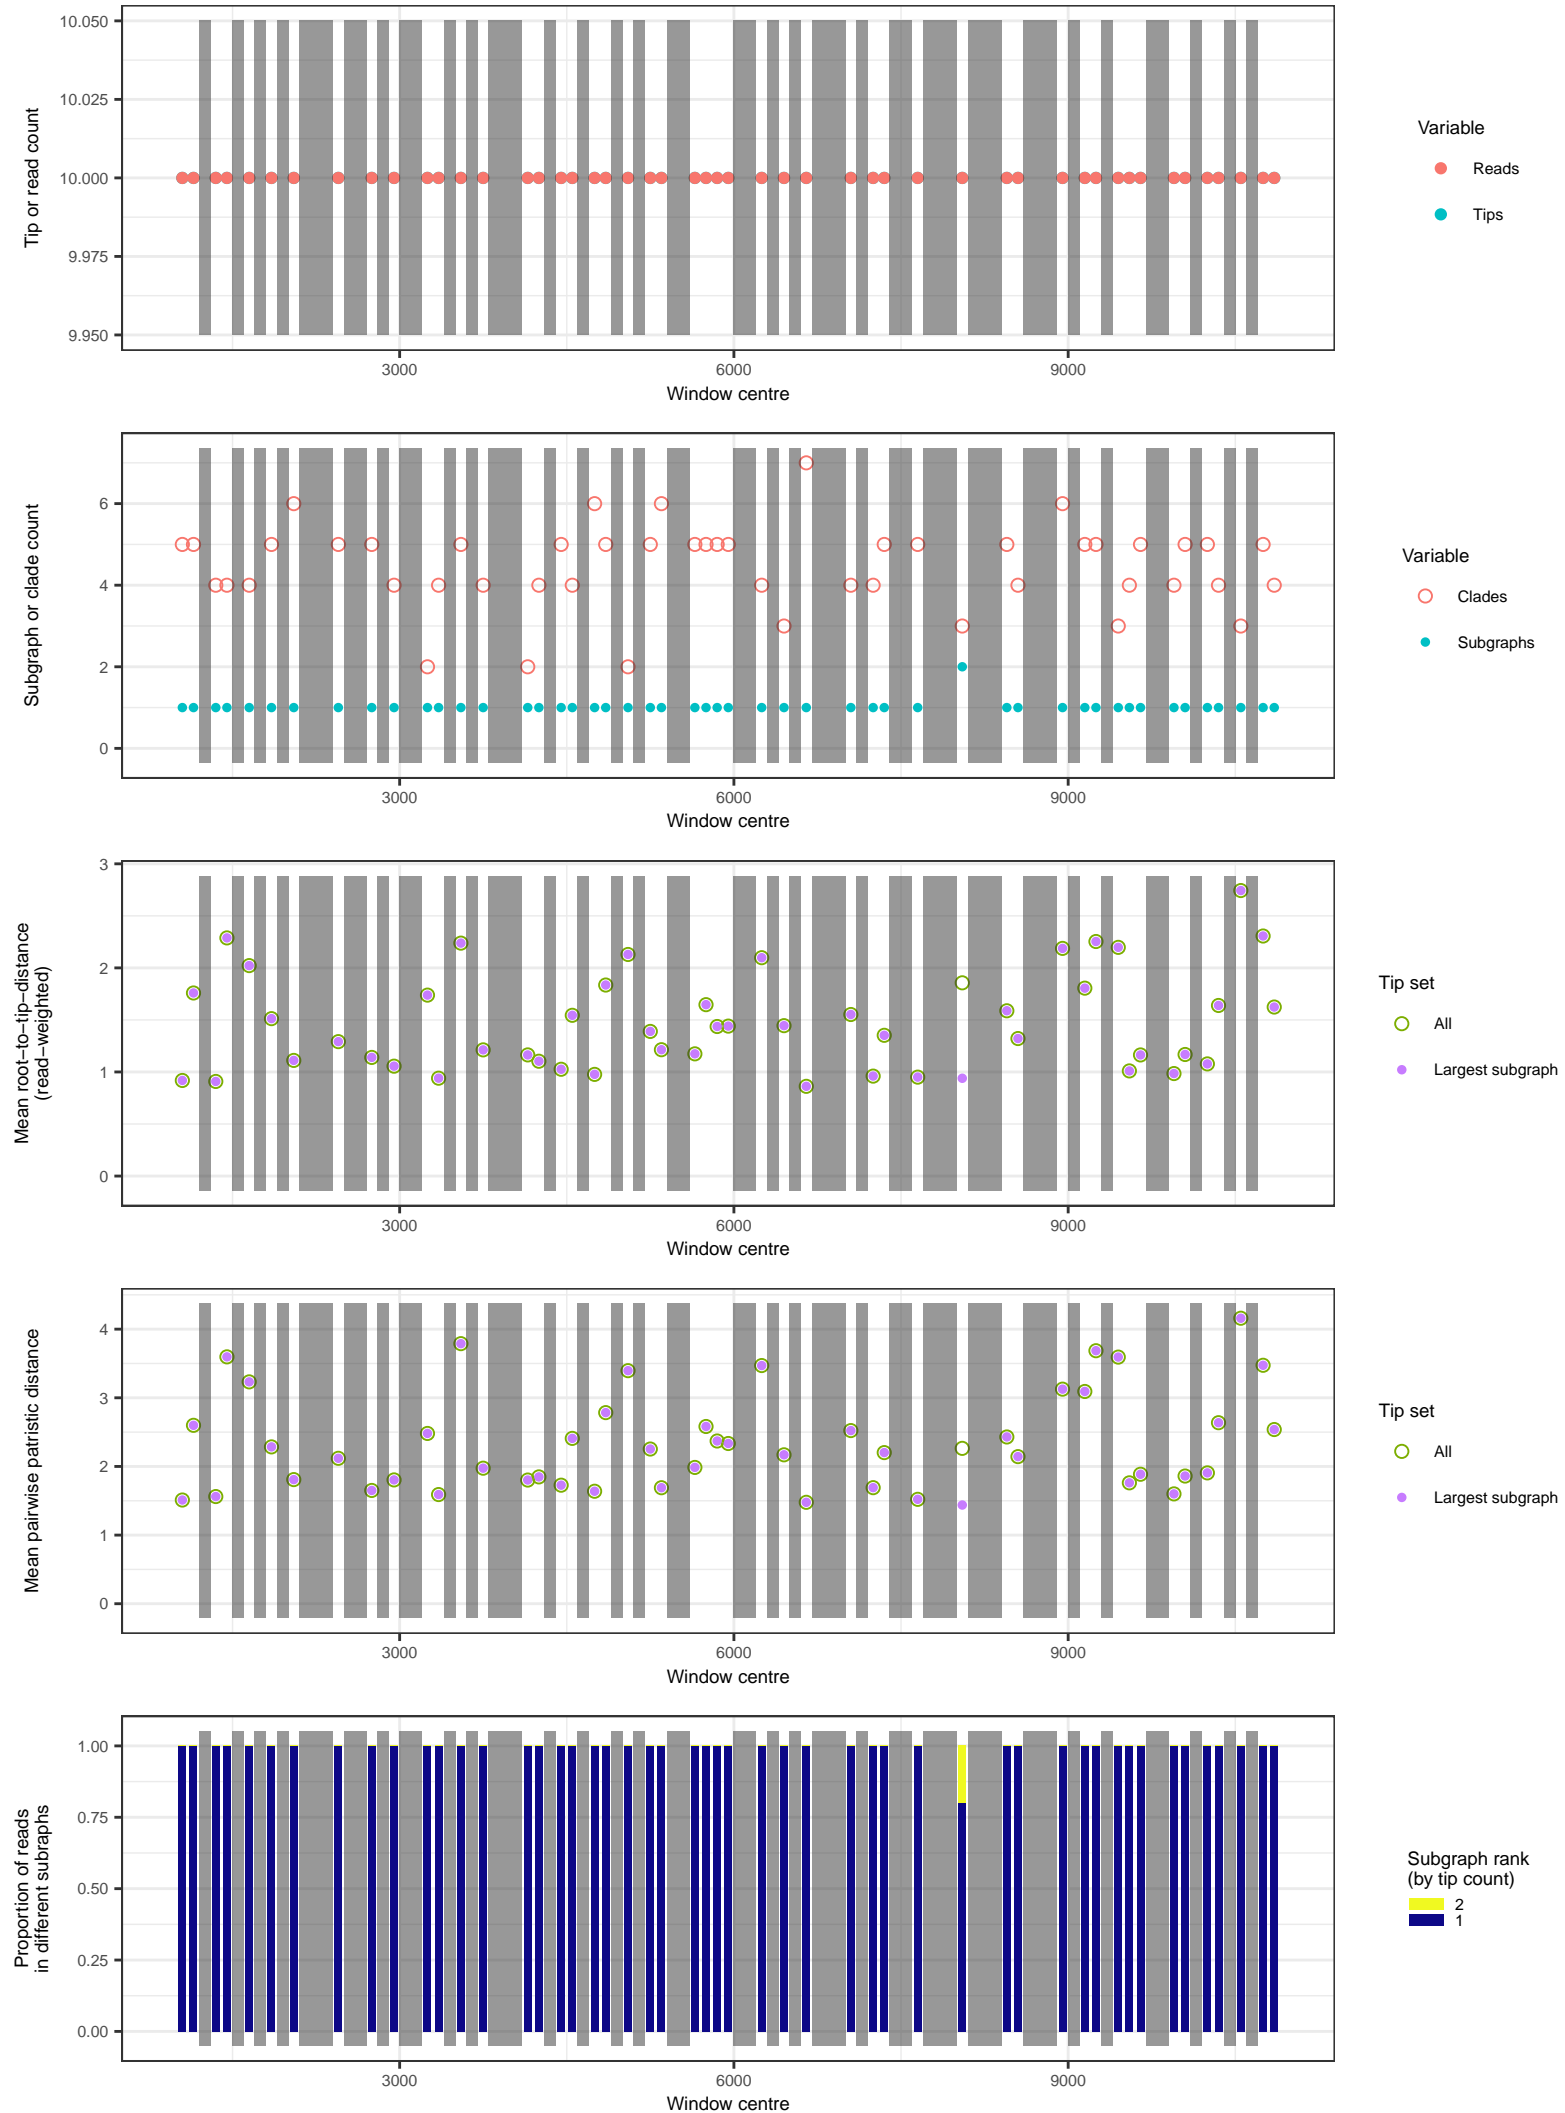 10.050
10.025
10.000
9.975
9.950
Tip or read count
3000
6000
9000
Window centre
Variable
Reads
Tips
6
4
2
0
Subgraph or clade count
3000
6000
9000
Window centre
Variable
Clades
Subgraphs
3
2
1
0
Mean root−to−tip−distance
(read−weighted)
3000
6000
9000
Window centre
Tip set
All
Largest subgraph
4
3
2
1
0
Mean pairwise patristic distance
3000
6000
9000
Window centre
Tip set
All
Largest subgraph
1.00
0.75
0.50
0.25
0.00
Proportion of reads
in different subraphs
3000
6000
9000
Window centre
Subgraph rank
(by tip count)
2
1